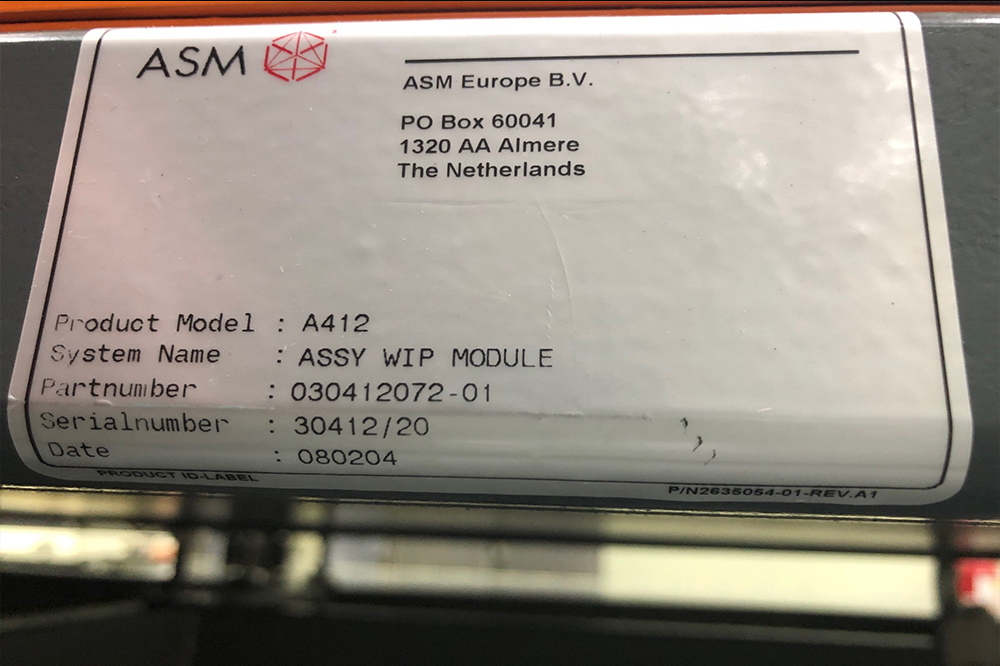 ASM
ASM Europe B.V.
PO Box 60041
1320 AA Almere
The Netherlands
Product Model : A412
System Name : ASSY WIP MODULE
Partnumber : 030412072-01
Serialnumber : 30412/20
Date : 080204
PRODUCT ID-LABEL
P/N2635054-01-REV.A1